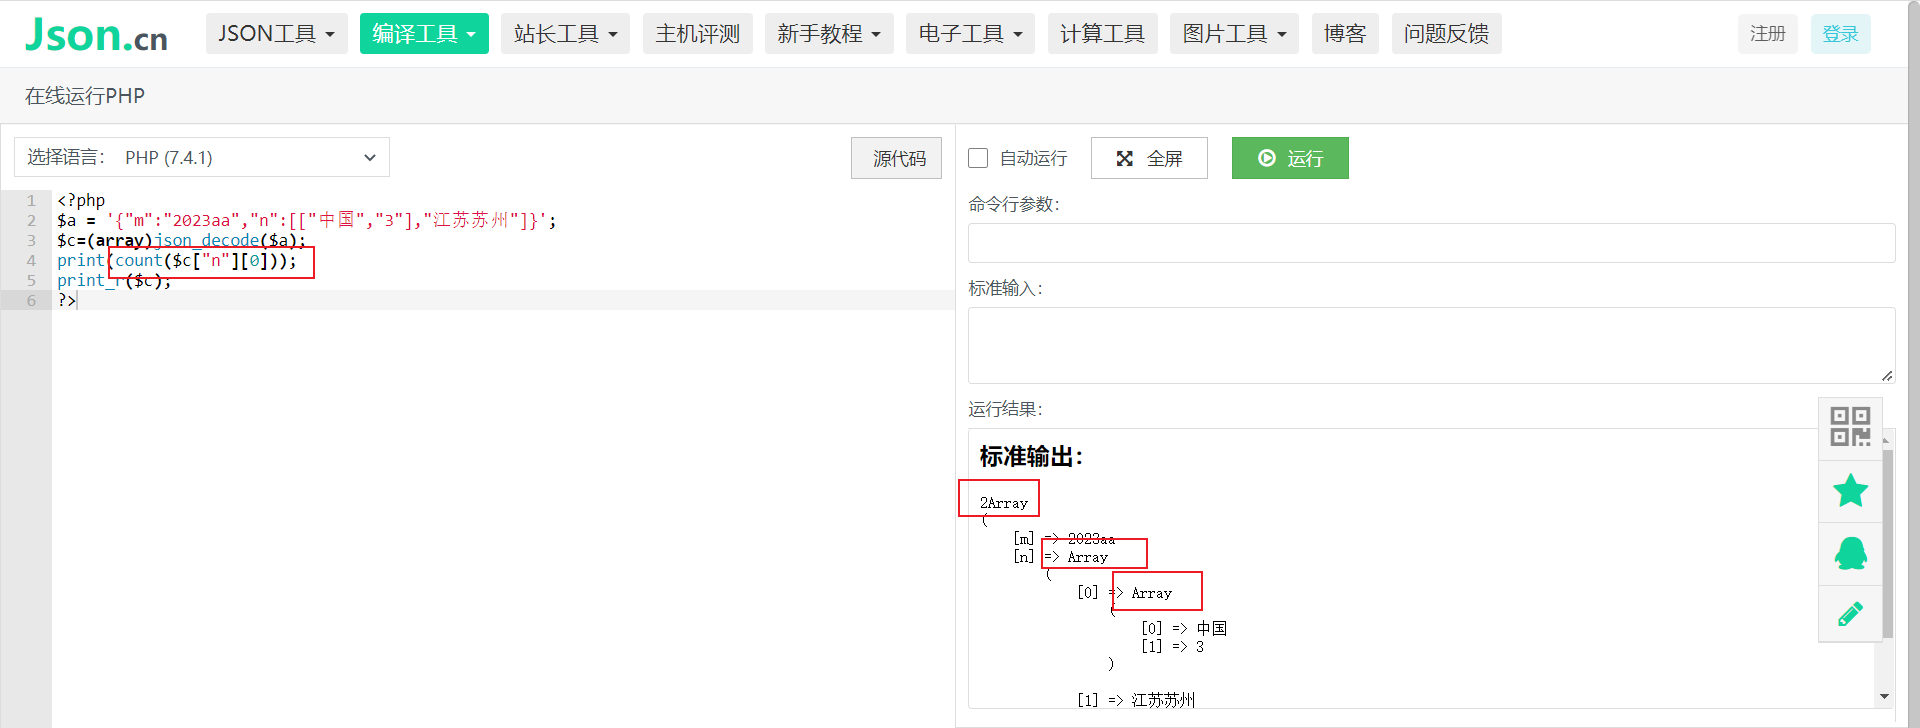 Json.cn
JSON工具
编译工具
站长工具
主机评测
新手教程
电子工具
计算工具
图片工具
博客
问题反馈
注册
登录
在线运行PHP
选择语言： PHP (7.4.1)
源代码
1 <?php
2 $a = '{"m":"2023aa","n":[["中国","3"],"江苏苏州"]}';
3 $c=(array)json_decode($a);
4 print(count($c["n"][0]));
5 print_r($c);
6 ?>
自动运行
全屏
运行
命令行参数：
标准输入：
运行结果：
标准输出：
2Array
(
[m] => 2023aa
[n] => Array
(
[0] => Array
(
[0] => 中国
[1] => 3
)
[1] => 江苏苏州